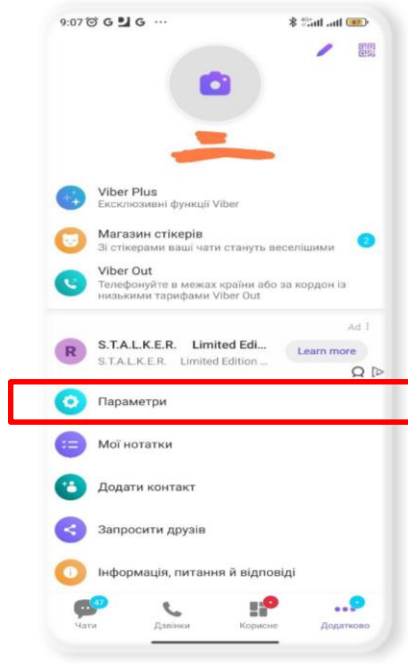 9:07 G G ...
87
Viber Plus
Ексклюзивні функції Viber
Магазин стікерів
Зі стікерами ваші чати стануть веселішими
2
Viber Out
Телефонуйте в межах країни або за кордон із
низькими тарифами Viber Out
Ad
R
S.T.A.L.K.E.R. Limited Edi...
S.T.A.L.K.E.R. Limited Edition ...
Learn more
Параметри
Мої нотатки
Додати контакт
Запросити друзів
Інформація, питання й відповіді
47
Чати Дзвінки Корисне Додатково